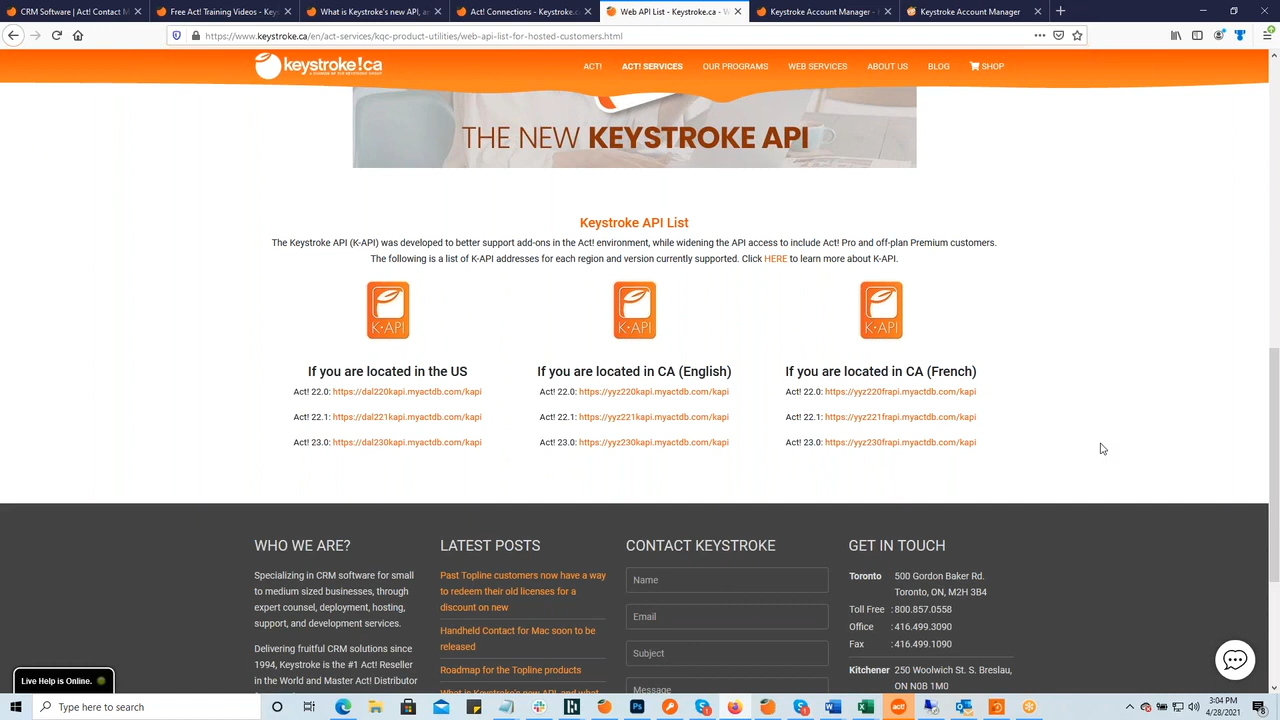 CRM Software | Act! Contact M
Free Act! Training Videos - Keys
What is Keystroke's new API, an
Act! Connections - Keystroke.c
Web API List - Keystroke.ca - W
Keystroke Account Manager -
Keystroke Account Manager
https://www.keystroke.ca/en/act-services/kqc-product-utilities/web-api-list-for-hosted-customers.html
keystroke!ca
ACT!
ACT! SERVICES
OUR PROGRAMS
WEB SERVICES
ABOUT US
BLOG
SHOP
THE NEW KEYSTROKE API
Keystroke API List
The Keystroke API (K-API) was developed to better support add-ons in the Act! environment, while widening the API access to include Act! Pro and off-plan Premium customers.
The following is a list of K-API addresses for each region and version currently supported. Click HERE to learn more about K-API.
K·API
If you are located in the US
Act! 22.0: https://dal220kapi.myactdb.com/kapi
Act! 22.1: https://dal221kapi.myactdb.com/kapi
Act! 23.0: https://dal230kapi.myactdb.com/kapi
K·API
If you are located in CA (English)
Act! 22.0: https://yyz220kapi.myactdb.com/kapi
Act! 22.1: https://yyz221kapi.myactdb.com/kapi
Act! 23.0: https://yyz230kapi.myactdb.com/kapi
K·API
If you are located in CA (French)
Act! 22.0: https://yyz220frapi.myactdb.com/kapi
Act! 22.1: https://yyz221frapi.myactdb.com/kapi
Act! 23.0: https://yyz230frapi.myactdb.com/kapi
WHO WE ARE?
Specializing in CRM software for small
to medium sized businesses, through
expert counsel, deployment, hosting,
support, and development services.
Delivering fruitful CRM solutions since
1994, Keystroke is the #1 Act! Reseller
in the World and Master Act! Distributor
LATEST POSTS
Past Topline customers now have a way
to redeem their old licenses for a
discount on new
Handheld Contact for Mac soon to be
released
Roadmap for the Topline products
What is Keystroke's new API, and what
CONTACT KEYSTROKE
Name
Email
Subject
Message
GET IN TOUCH
Toronto 500 Gordon Baker Rd.
Toronto, ON, M2H 3B4
Toll Free : 800.857.0558
Office : 416.499.3090
Fax : 416.499.1090
Kitchener 250 Woolwich St. S. Breslau,
ON N0B 1M0
Live Help is Online.
Type here to search
act!
3:04 PM
4/28/2021